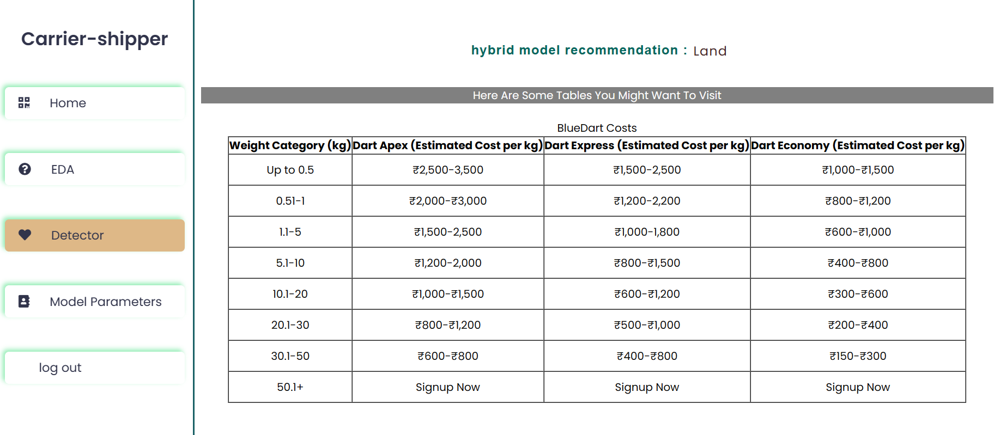 Carrier-shipper
Home
EDA
Detector
Model Parameters
log out
hybrid model recommendation : Land
Here Are Some Tables You Might Want To Visit
BlueDart Costs
Weight Category (kg) Dart Apex (Estimated Cost per kg) Dart Express (Estimated Cost per kg) Dart Economy (Estimated Cost per kg)
Up to 0.5 ₹2,500-3,500 ₹1,500-2,500 ₹1,000-₹1,500
0.51-1 ₹2,000-₹3,000 ₹1,200-2,200 ₹800-₹1,200
1.1-5 ₹1,500-2,500 ₹1,000-1,800 ₹600-₹1,000
5.1-10 ₹1,200-2,000 ₹800-₹1,500 ₹400-₹800
10.1-20 ₹1,000-₹1,500 ₹600-₹1,200 ₹300-₹600
20.1-30 ₹800-₹1,200 ₹500-₹1,000 ₹200-₹400
30.1-50 ₹600-₹800 ₹400-₹800 ₹150-₹300
50.1+ Signup Now Signup Now Signup Now